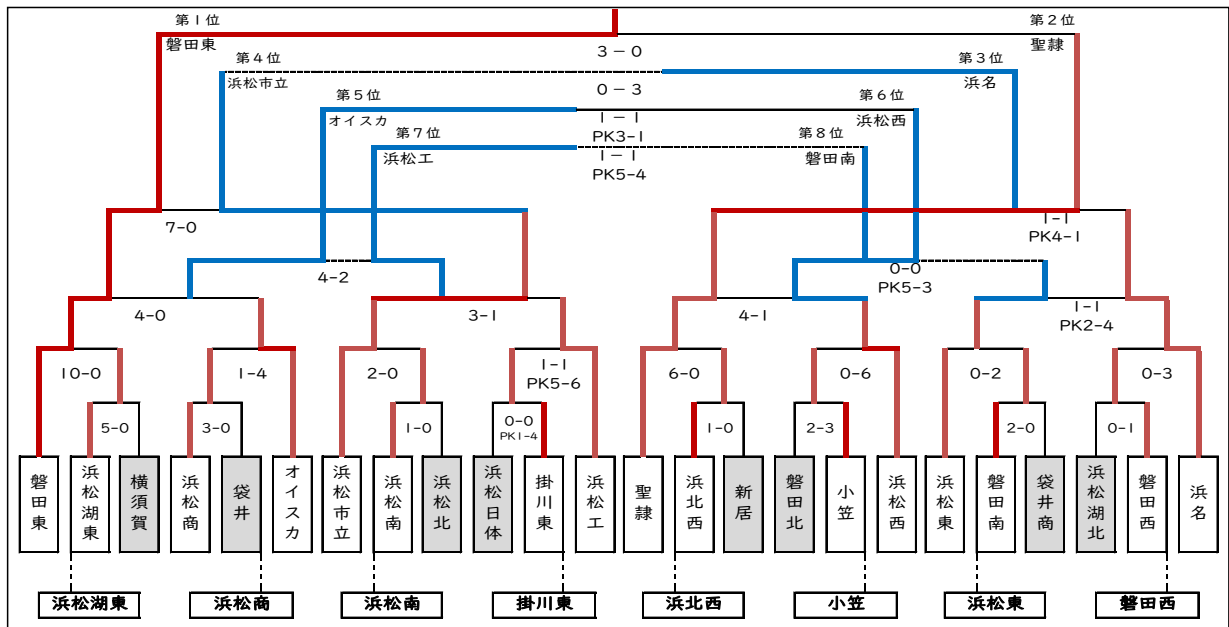 第1位
第2位
磐田東
聖隷
3-0
第4位
第3位
浜松市立
浜名
0-3
第5位
第6位
オイスカ
浜松西
1-1
PK3-1
第7位
第8位
浜松工
磐田南
1-1
PK5-4
7-0
1-1
PK4-1
4-2
0-0
PK5-3
4-0
3-1
4-1
1-1
PK2-4
10-0
1-4
2-0
1-1
PK5-6
6-0
0-6
0-2
0-3
5-0
3-0
1-0
0-0
PK1-4
1-0
2-3
2-0
0-1
磐田東
浜松湖東
横須賀
浜松商
袋井
オイスカ
浜松市立
浜松南
浜松北
浜松日体
掛川東
浜松工
聖隷
浜北西
新居
磐田北
小笠
浜松西
浜松東
磐田南
袋井商
浜松湖北
磐田西
浜名
浜松湖東
浜松商
浜松南
掛川東
浜北西
小笠
浜松東
磐田西